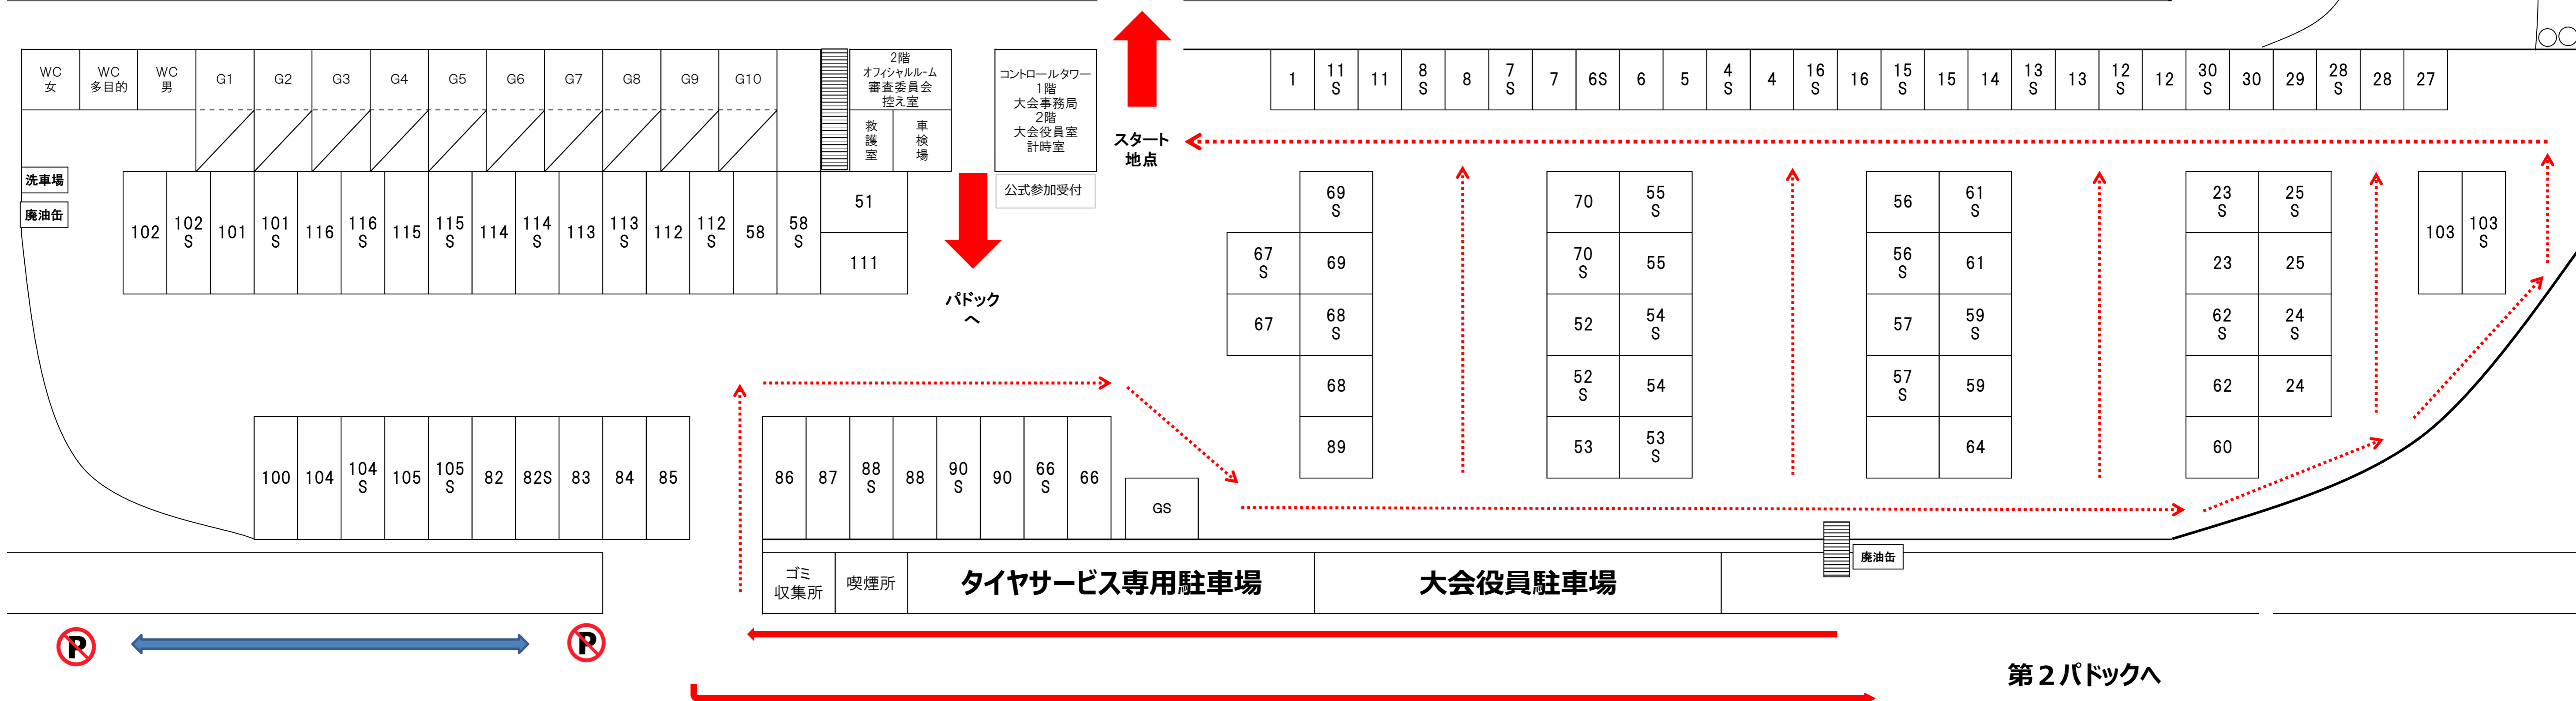 WC
女
WC
多目的
WC
男
G1
G2
G3
G4
G5
G6
G7
G8
G9
G10
2階
オフィシャルルーム
審査委員会
控え室
救
護
室
車
検
場
コントロールタワー
1階
大会事務局
2階
大会役員室
計時室
公式参加受付
スタート
地点
1
11
S
11
8
S
8
7
S
7
6S
6
5
4
S
4
16
S
16
15
S
15
14
13
S
13
12
S
12
30
S
30
29
28
S
28
27
洗車場
廃油缶
102
102
S
101
101
S
116
116
S
115
115
S
114
114
S
113
113
S
112
112
S
58
58
S
51
111
パドック
へ
67
S
67
69
S
69
68
S
68
89
70
70
S
52
52
S
53
55
S
55
54
S
54
53
S
56
56
S
57
57
S
61
S
61
59
S
59
64
23
S
23
62
S
62
60
25
S
25
24
S
24
103
103
S
100
104
104
S
105
105
S
82
82S
83
84
85
86
87
88
S
88
90
S
90
66
S
66
GS
ゴミ
収集所
喫煙所
タイヤサービス専用駐車場
大会役員駐車場
廃油缶
P
P
第2パドックへ